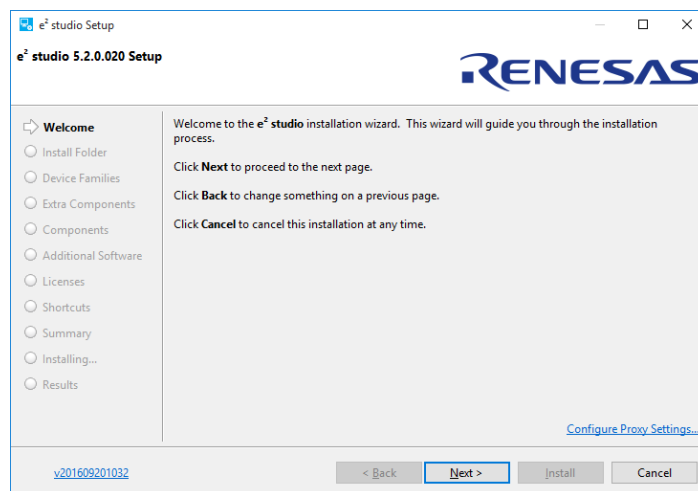 e² studio Setup
e² studio 5.2.0.020 Setup
RENESAS
Welcome
Install Folder
Device Families
Extra Components
Components
Additional Software
Licenses
Shortcuts
Summary
Installing...
Results
Welcome to the e² studio installation wizard. This wizard will guide you through the installation
process.
Click Next to proceed to the next page.
Click Back to change something on a previous page.
Click Cancel to cancel this installation at any time.
Configure Proxy Settings...
v201609201032
< Back
Next >
Install
Cancel